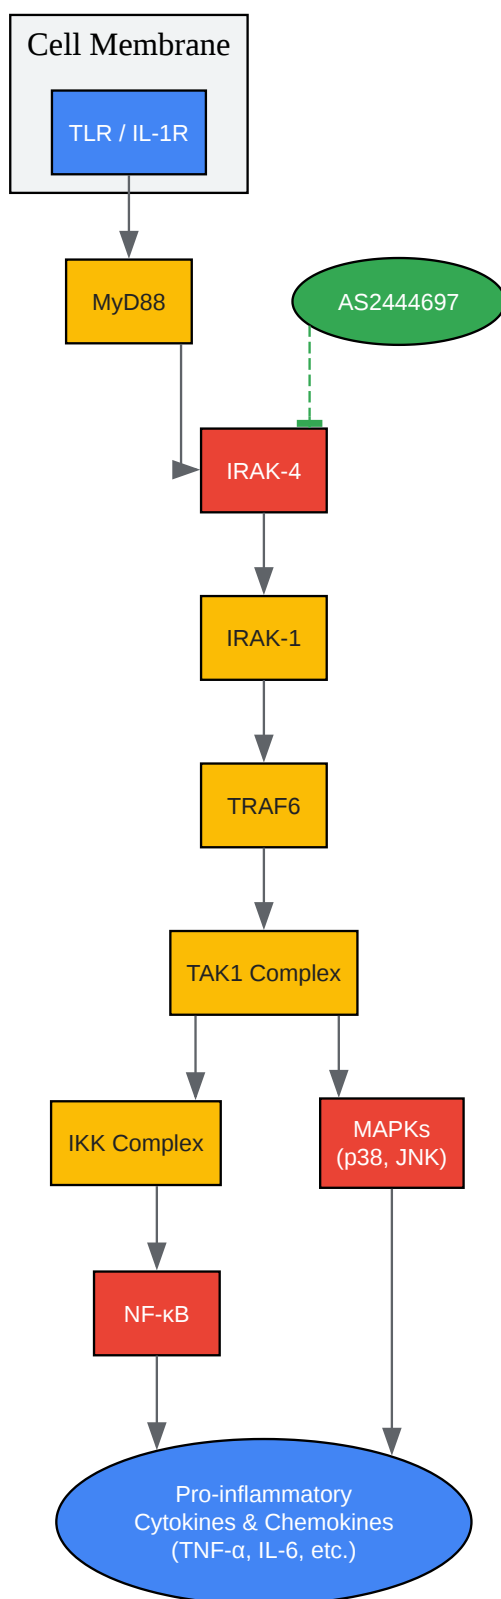 Cell Membrane
TLR / IL-1R
MyD88
AS2444697
IRAK-4
IRAK-1
TRAF6
TAK1 Complex
IKK Complex
MAPKs
(p38, JNK)
NF-κB
Pro-inflammatory
Cytokines & Chemokines
(TNF-α, IL-6, etc.)